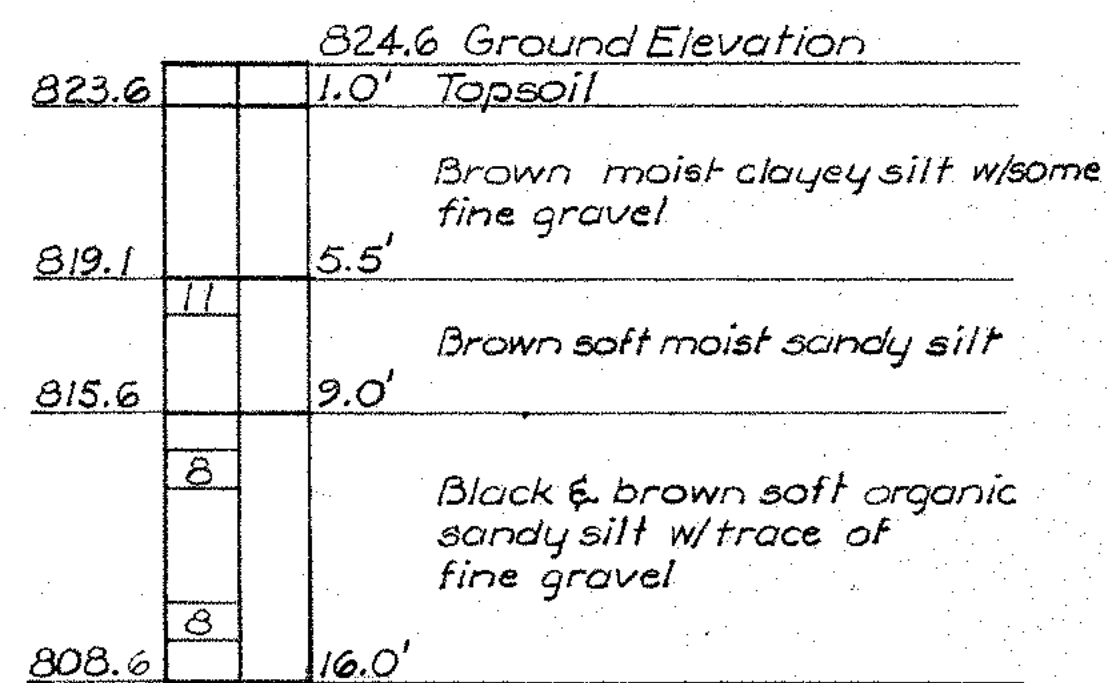 824.6 Ground Elevation
823.6 1.0' Topsoil
Brown moist clayey silt w/some
fine gravel
819.1 5.5'
11
Brown soft moist sandy silt
815.6 9.0'
8
Black & brown soft organic
sandy silt w/trace of
fine gravel
8
808.6 16.0'